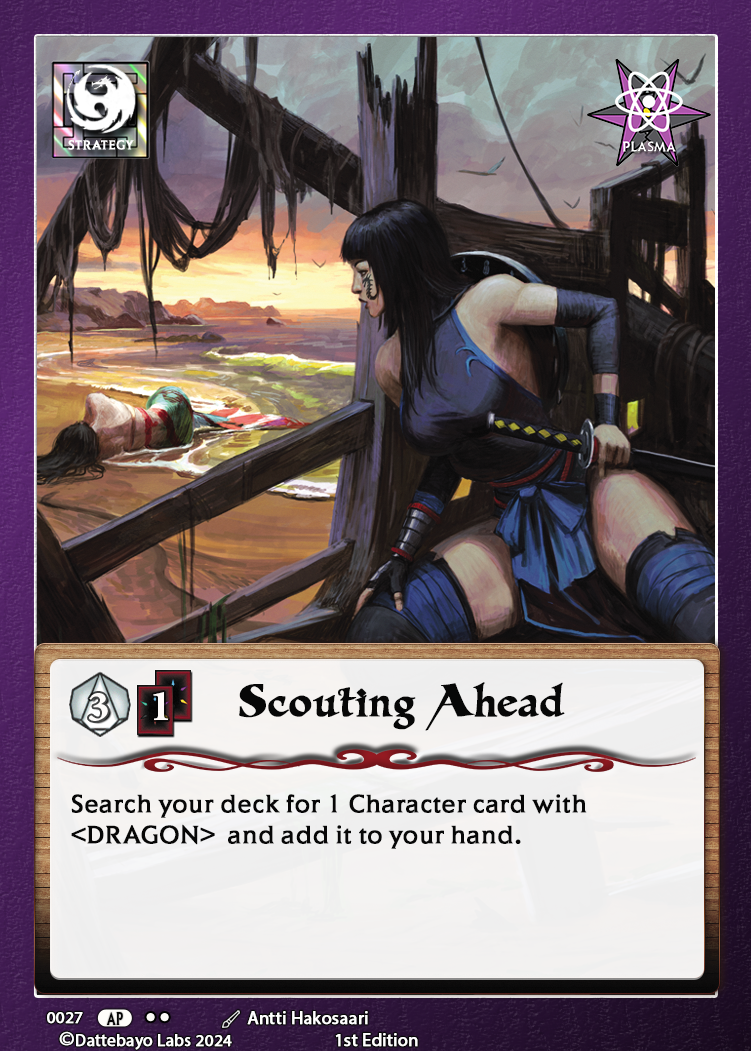 STRATEGY
PLASMA
3 1 Scouting Ahead
Search your deck for 1 Character card with
<DRAGON> and add it to your hand.
0027 AP Antti Hakosaari
©Dattebayo Labs 2024 1st Edition